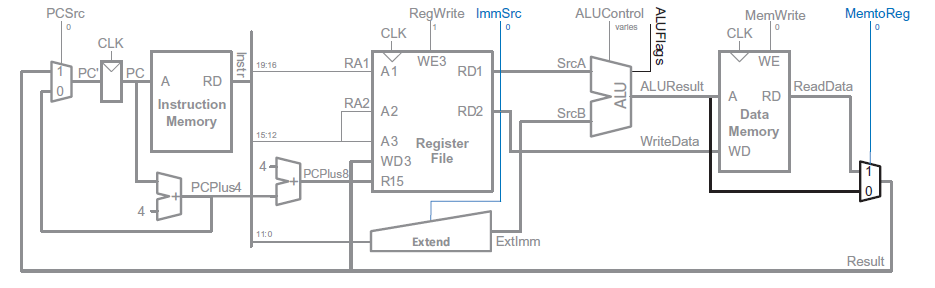 PCSrc
0
RegWrite
1
ImmSrc
0
ALUControl
varies
ALUFlags
MemWrite
0
MemtoReg
0
CLK
CLK
CLK
1
0
PC'
PC
A
RD
Instruction
Memory
Instr
19:16
RA1
A1
WE3
RD1
SrcA
RA2
A2
RD2
SrcB
ALU
ALUResult
A
WE
RD
ReadData
Data
Memory
15:12
A3
Register
File
WD3
WriteData
WD
4
+
PCPlus8
R15
1
0
4
+
PCPlus4
11:0
Extend
ExtImm
Result